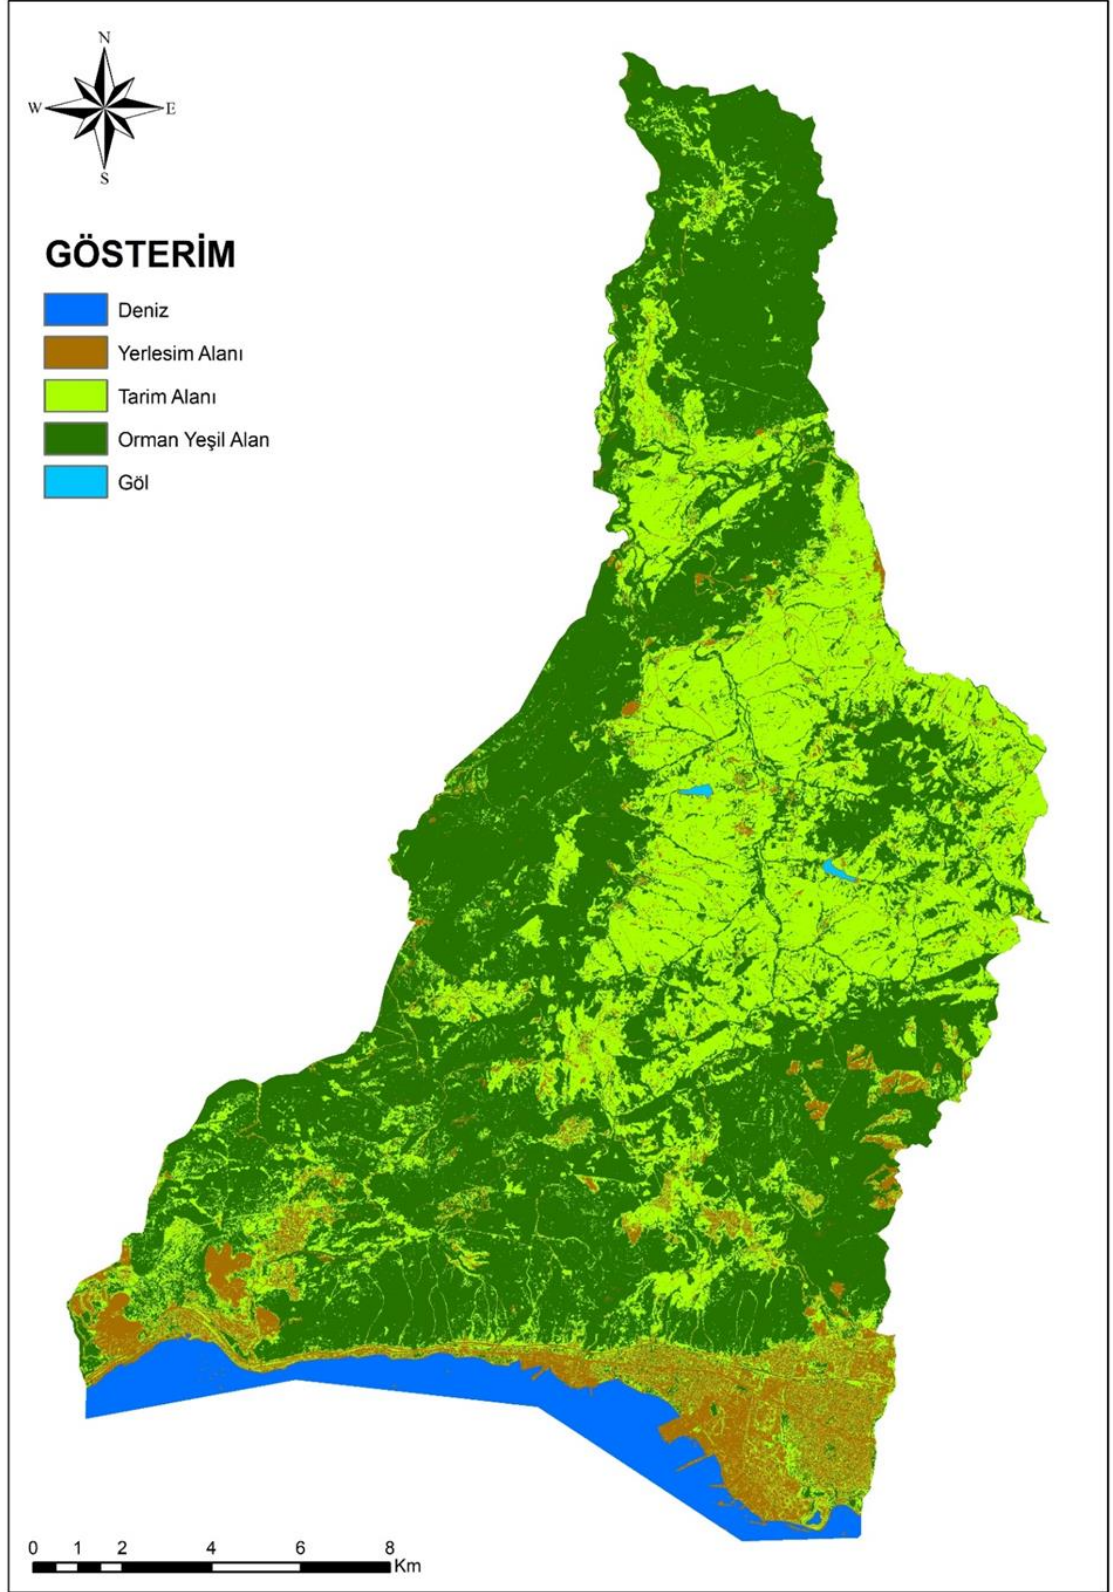 N
W E
S
GÖSTERİM
Deniz
Yerlesim Alanı
Tarim Alanı
Orman Yeşil Alan
Göl
0 1 2 4 6 8
Km